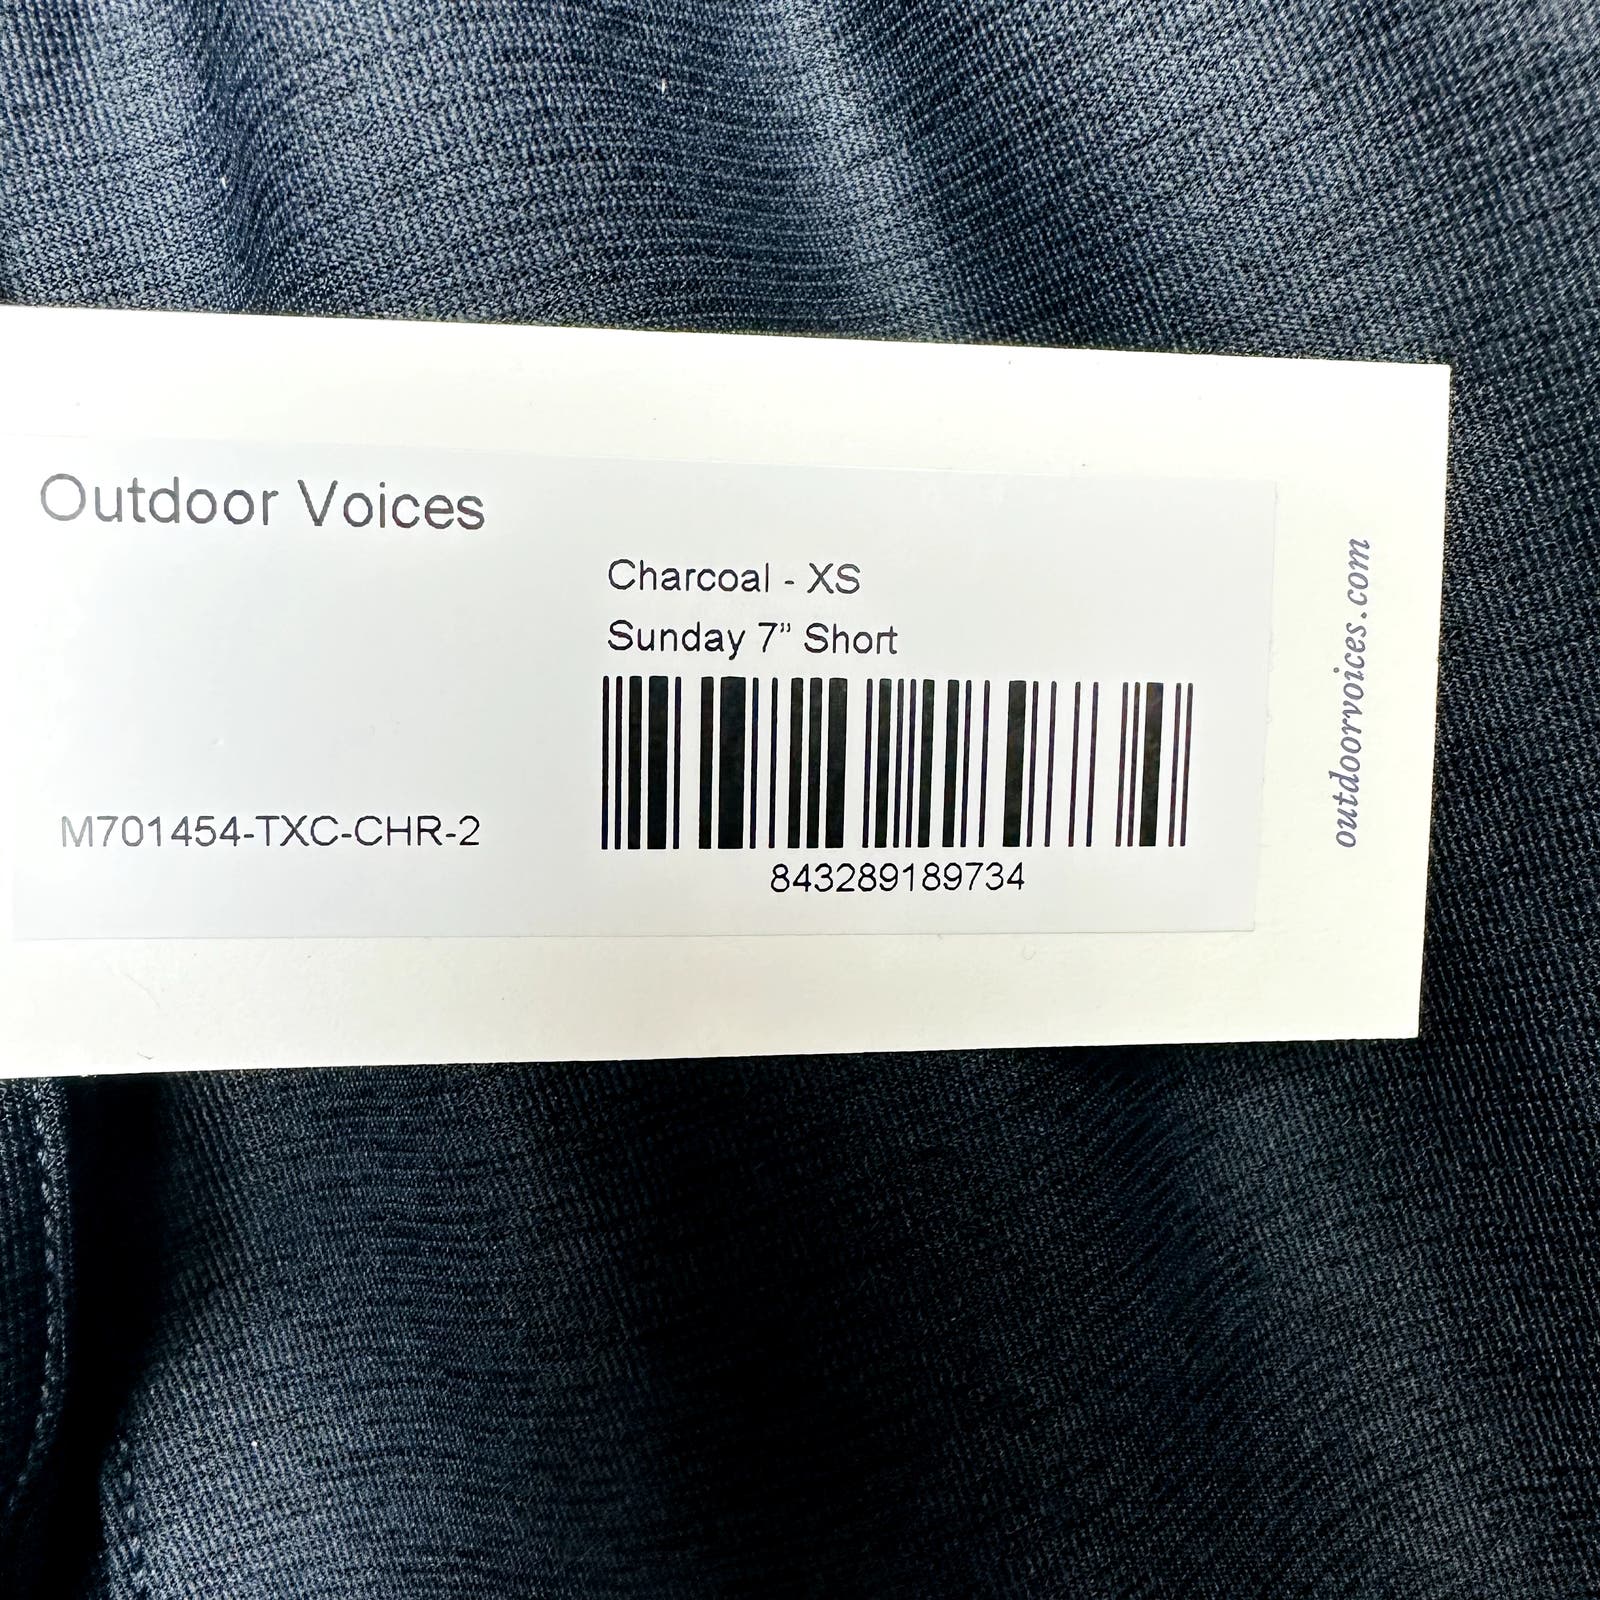 Outdoor Voices
Charcoal - XS
Sunday 7” Short
M701454-TXC-CHR-2
843289189734
outdoorvoices.com